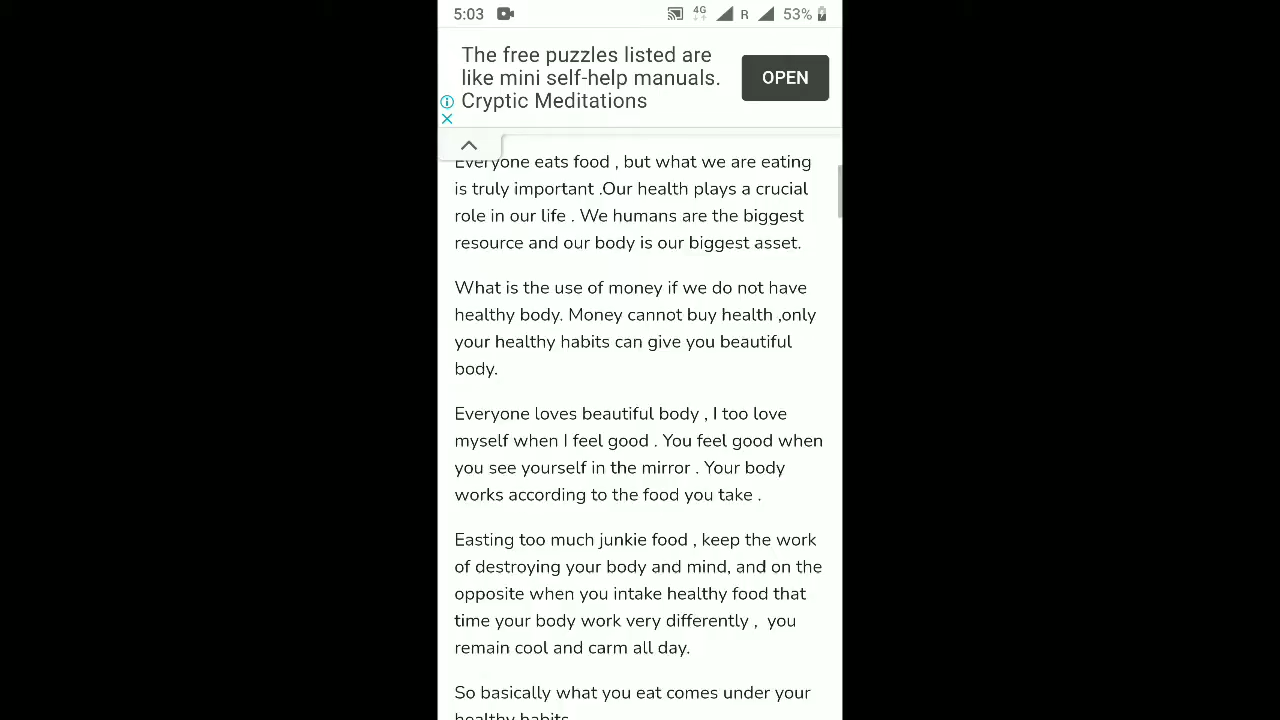 5:03 4G R 53%
The free puzzles listed are
like mini self-help manuals.
Cryptic Meditations
OPEN
Everyone eats food , but what we are eating
is truly important .Our health plays a crucial
role in our life . We humans are the biggest
resource and our body is our biggest asset.
What is the use of money if we do not have
healthy body. Money cannot buy health ,only
your healthy habits can give you beautiful
body.
Everyone loves beautiful body , I too love
myself when I feel good . You feel good when
you see yourself in the mirror . Your body
works according to the food you take .
Easting too much junkie food , keep the work
of destroying your body and mind, and on the
opposite when you intake healthy food that
time your body work very differently ,  you
remain cool and carm all day.
So basically what you eat comes under your
healthy habits